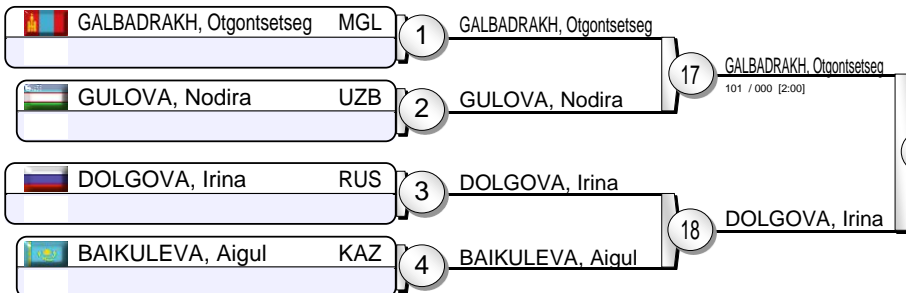 GALBADRAKH, Otgontsetseg MGL
1
GALBADRAKH, Otgontsetseg
17
GALBADRAKH, Otgontsetseg
101 / 000 [2:00]
GULOVA, Nodira UZB
2
GULOVA, Nodira
DOLGOVA, Irina RUS
3
DOLGOVA, Irina
18
DOLGOVA, Irina
BAIKULEVA, Aigul KAZ
4
BAIKULEVA, Aigul